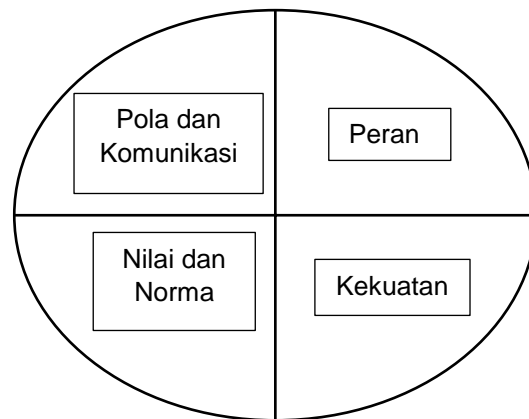 Pola dan
Komunikasi
Peran
Nilai dan
Norma
Kekuatan